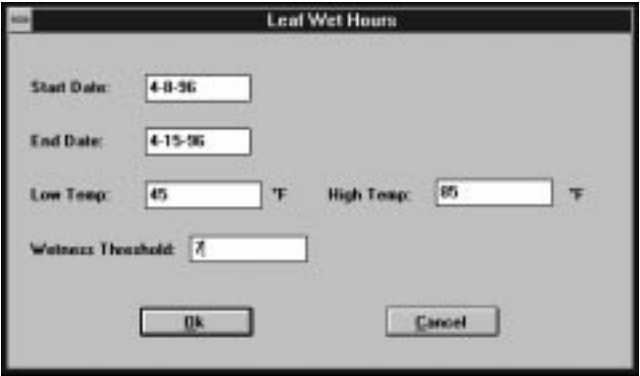 Leaf Wet Hours
Start Date: 4-8-96
End Date: 4-15-96
Low Temp: 45 °F High Temp: 85 °F
Wetness Threshold: 7
Ok Cancel